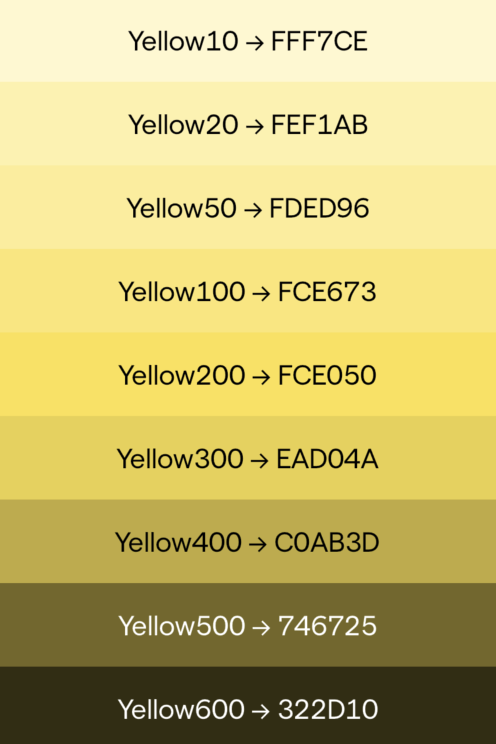 Yellow10 → FFF7CE
Yellow20 → FEF1AB
Yellow50 → FDED96
Yellow100 → FCE673
Yellow200 → FCE050
Yellow300 → EAD04A
Yellow400 → C0AB3D
Yellow500 → 746725
Yellow600 → 322D10